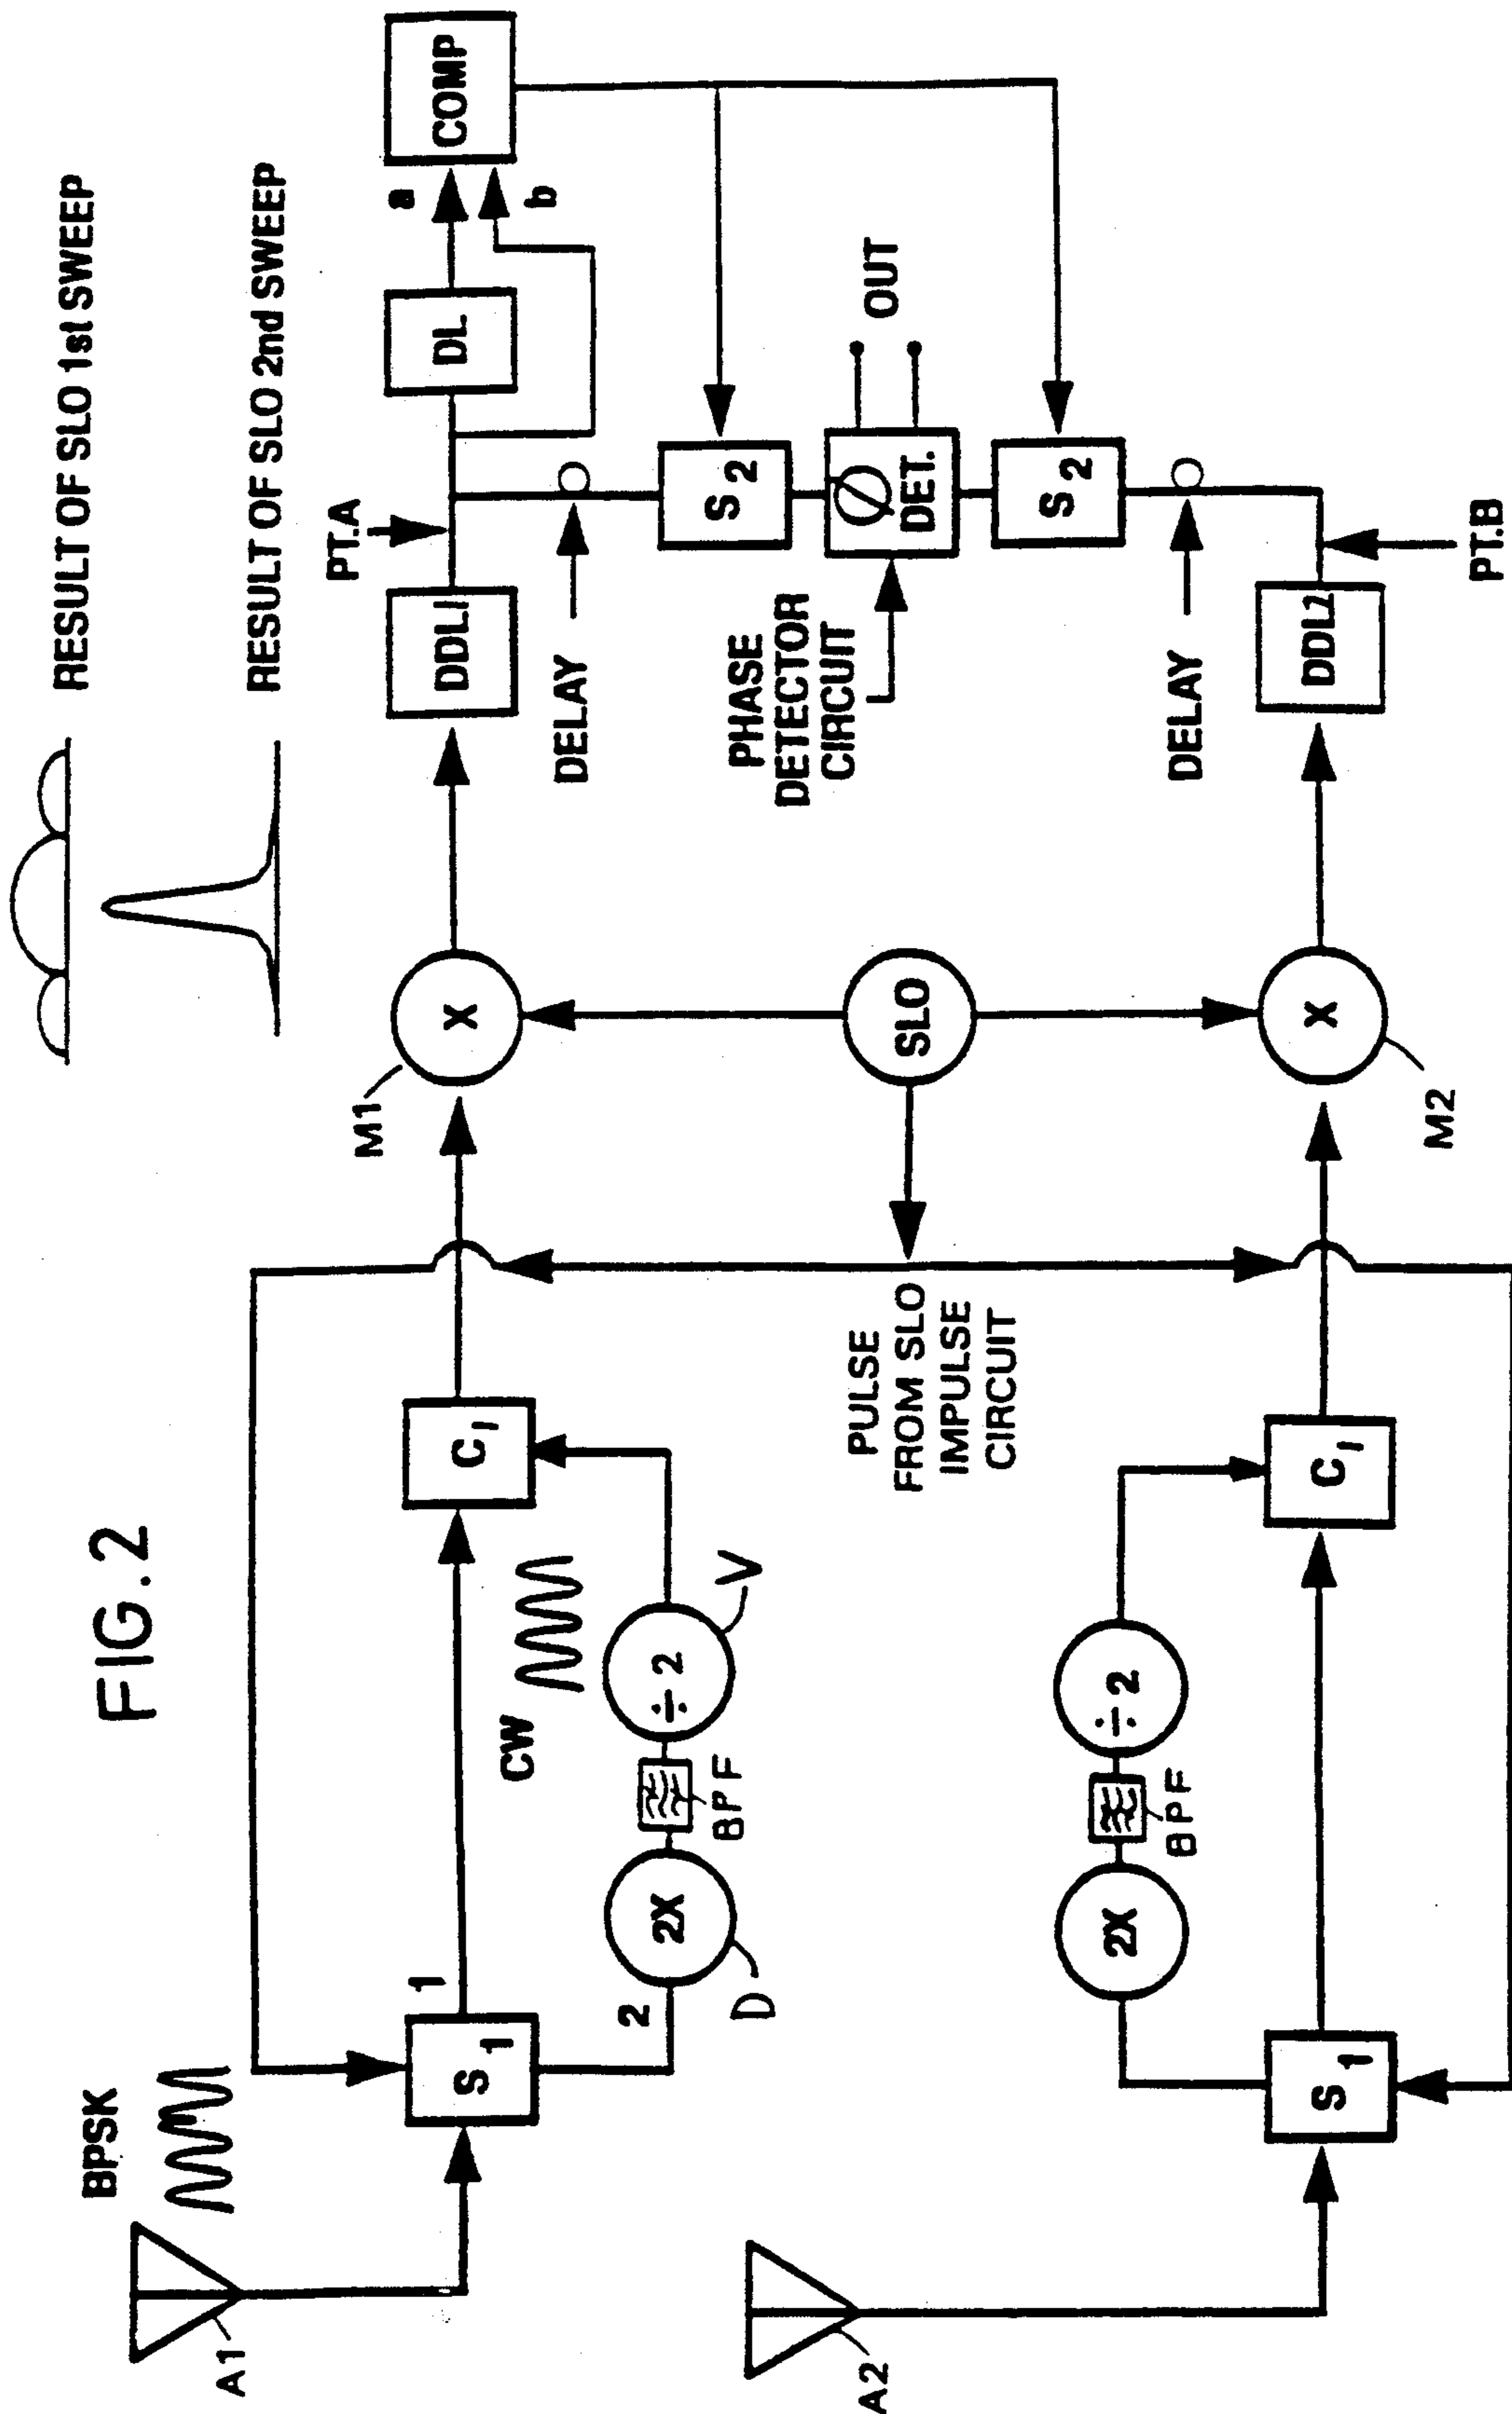 FIG. 2
RESULT OF SLO 1st SWEEP
RESULT OF SLO 2nd SWEEP
BPSK
A1
S1
1
2
2X
D
BPF
÷2
V
CW
C1
M1
X
DDL1
PT.A
DL
a
b
COMP
DELAY
S2
PULSE
FROM SLO
IMPULSE
CIRCUIT
SLO
PHASE
DETECTOR
CIRCUIT
DET.
OUT
S2
DELAY
A2
S1
2X
BPF
÷2
C1
X
M2
DDL2
PT.B